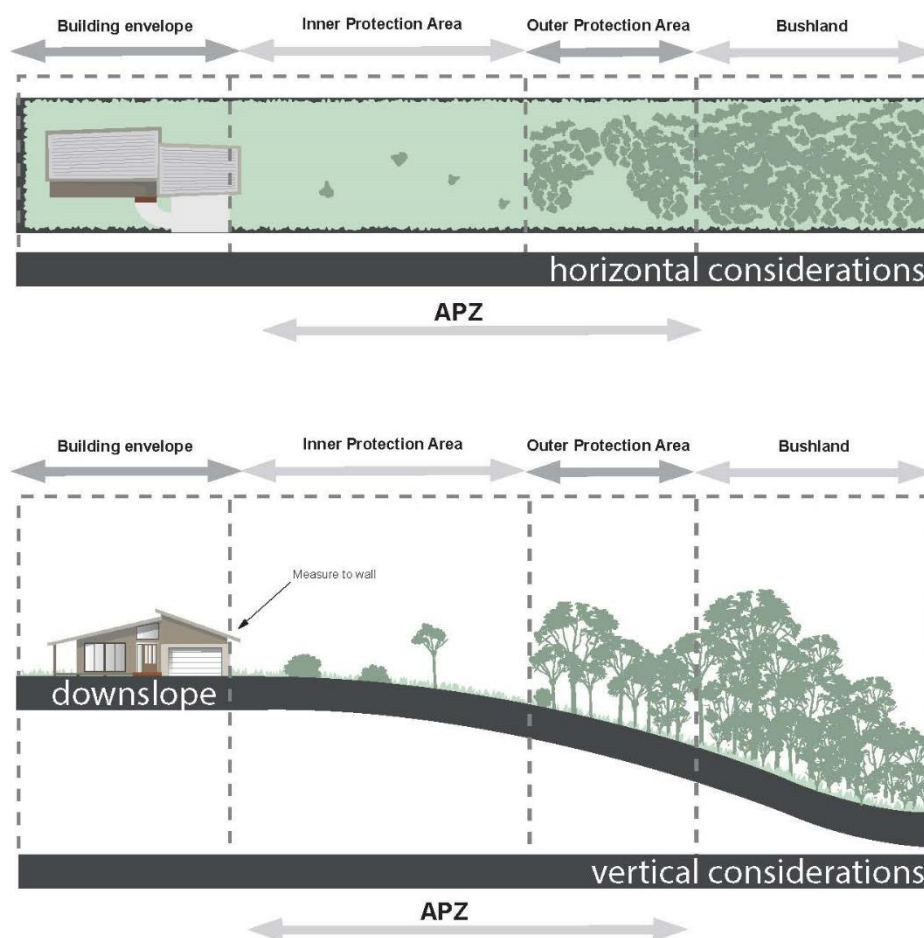 Building envelope
Inner Protection Area
Outer Protection Area
Bushland
horizontal considerations
APZ
Building envelope
Inner Protection Area
Outer Protection Area
Bushland
Measure to wall
downslope
vertical considerations
APZ